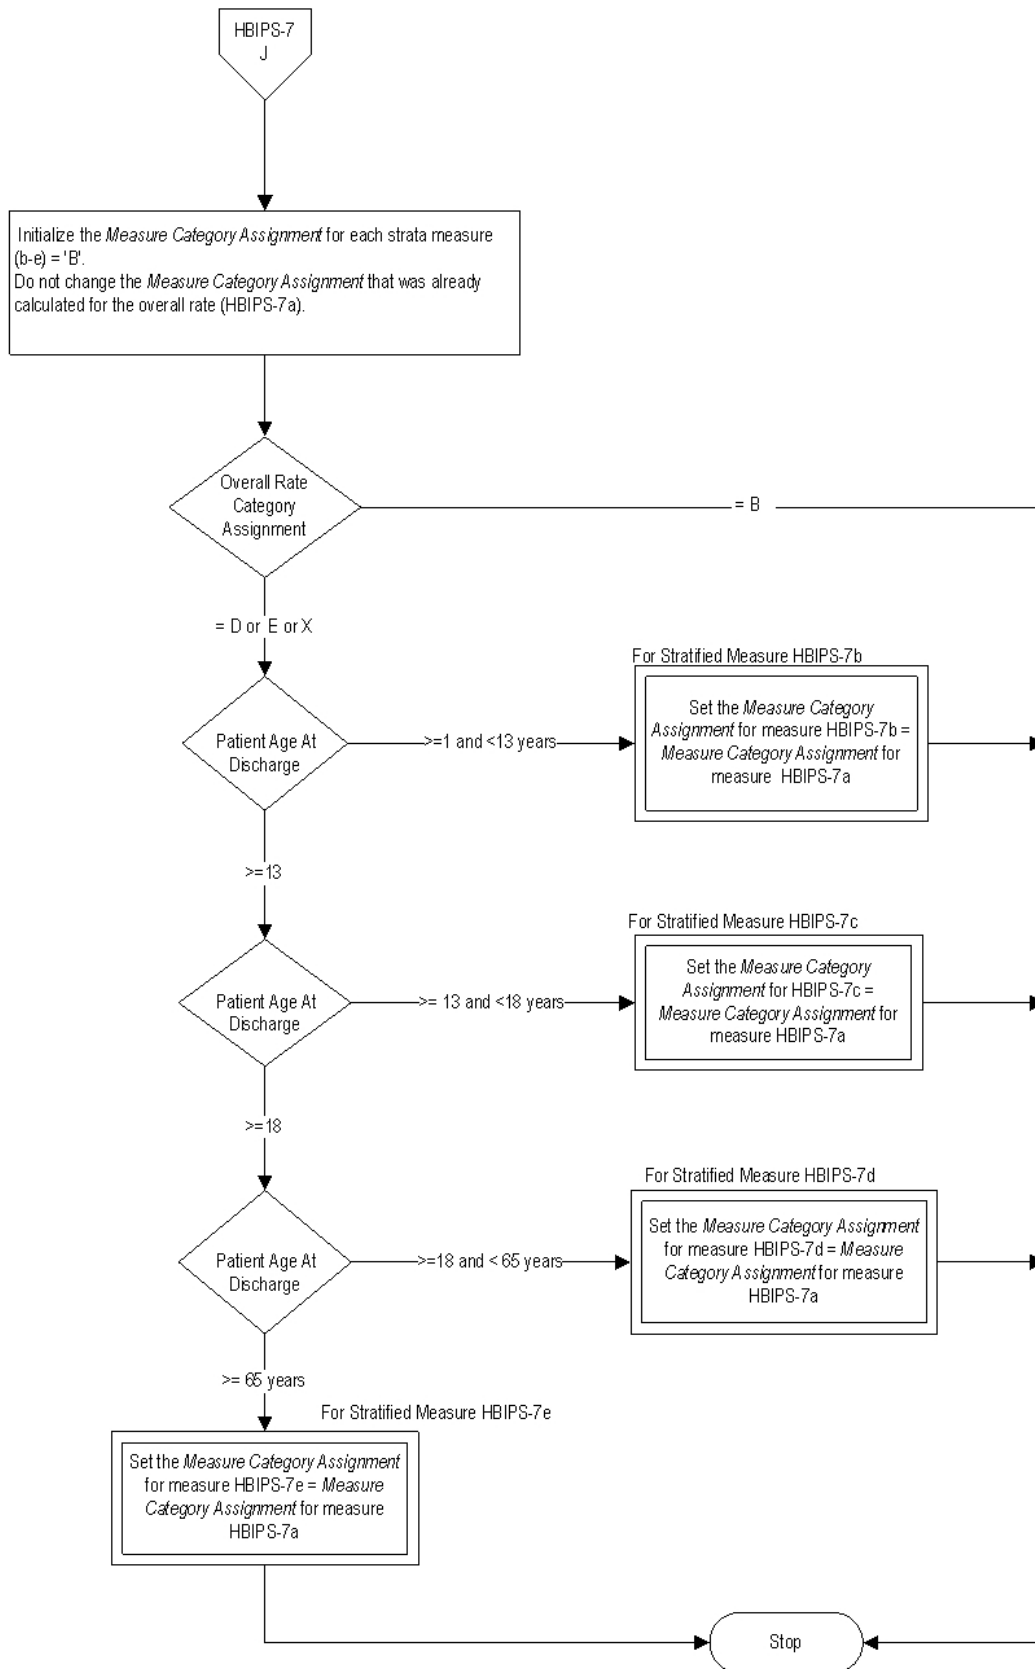 HBIPS-7
J
Initialize the Measure Category Assignment for each strata measure
(b-e) = 'B'.
Do not change the Measure Category Assignment that was already
calculated for the overall rate (HBIPS-7a).
Overall Rate
Category
Assignment
= B
= D or E or X
For Stratified Measure HBIPS-7b
Patient Age At
Discharge
>=1 and <13 years
Set the Measure Category
Assignment for measure HBIPS-7b =
Measure Category Assignment for
measure HBIPS-7a
>=13
For Stratified Measure HBIPS-7c
Patient Age At
Discharge
>= 13 and <18 years
Set the Measure Category
Assignment for HBIPS-7c =
Measure Category Assignment for
measure HBIPS-7a
>=18
For Stratified Measure HBIPS-7d
Patient Age At
Discharge
>=18 and < 65 years
Set the Measure Category Assignment
for measure HBIPS-7d = Measure
Category Assignment for measure
HBIPS-7a
>= 65 years
For Stratified Measure HBIPS-7e
Set the Measure Category Assignment
for measure HBIPS-7e = Measure
Category Assignment for measure
HBIPS-7a
Stop